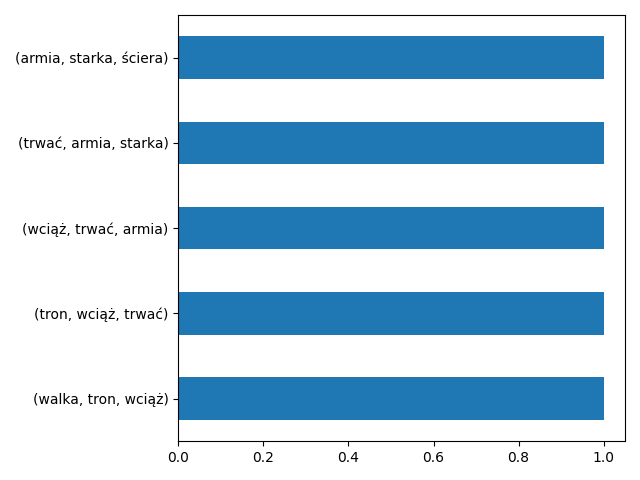 (armia, starka, ściera)
(trwać, armia, starka)
(wciąż, trwać, armia)
(tron, wciąż, trwać)
(walka, tron, wciąż)
0.0 0.2 0.4 0.6 0.8 1.0